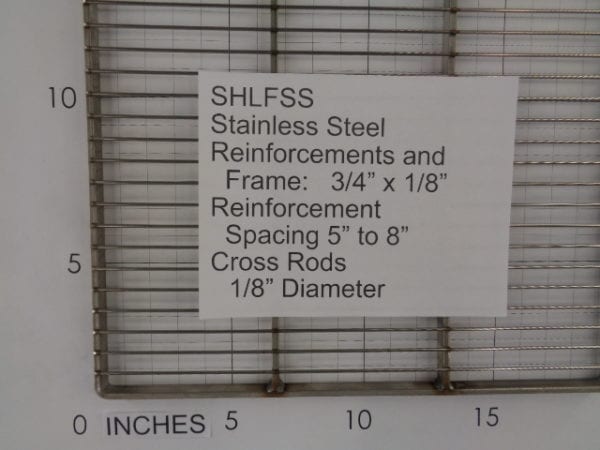 10
SHLFSS
Stainless Steel
Reinforcements and
Frame: 3/4” x 1/8”
Reinforcement
Spacing 5” to 8”
5
Cross Rods
1/8” Diameter
0 INCHES 5 10 15